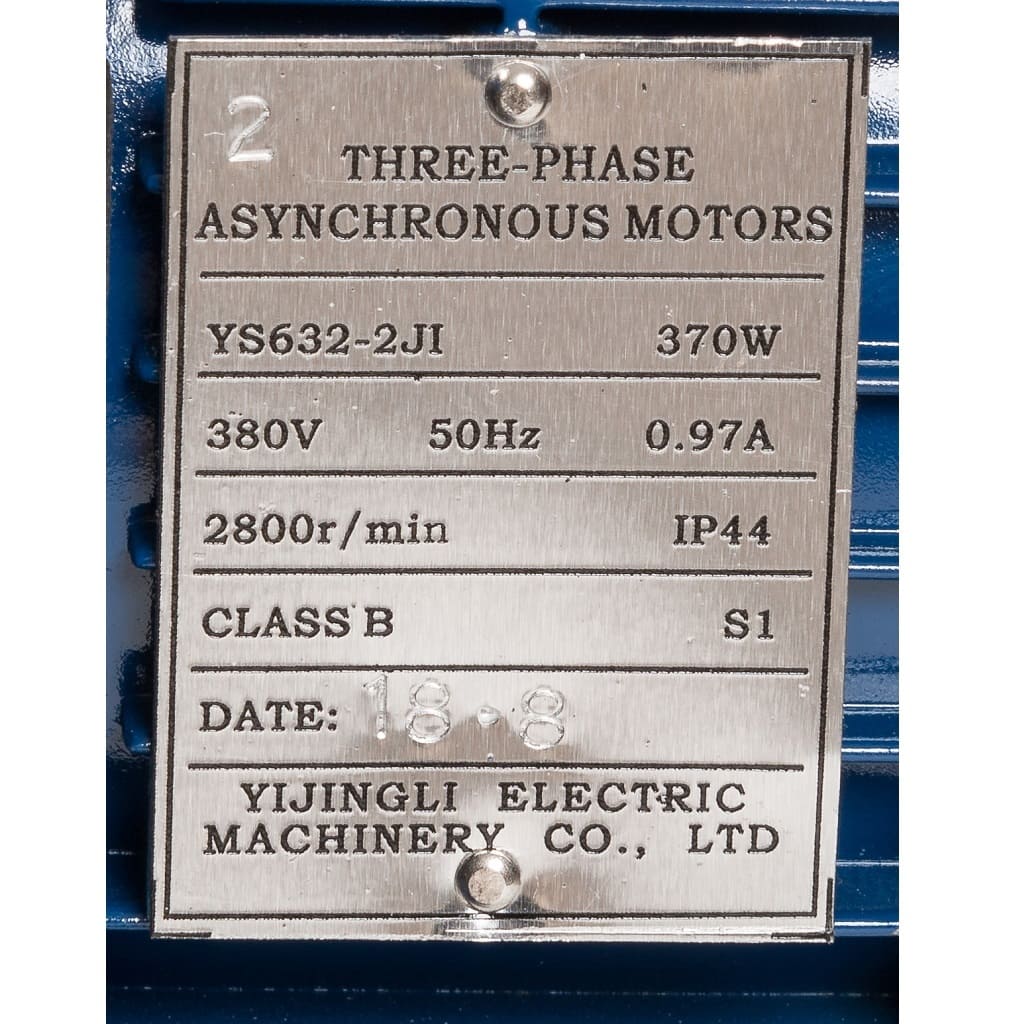 2
THREE-PHASE
ASYNCHRONOUS MOTORS
YS632-2JI 370W
380V 50Hz 0.97A
2800r/min IP44
CLASS B S1
DATE: 18.8
YIJINGLI ELECTRIC
MACHINERY CO., LTD